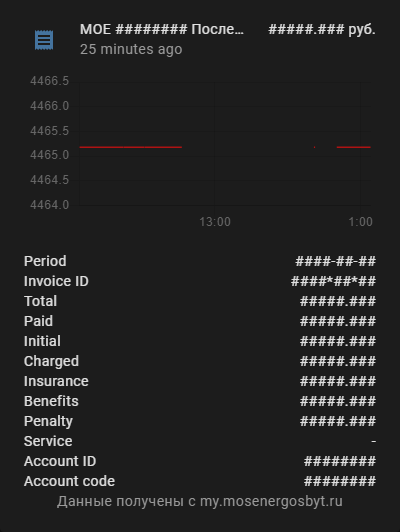 МОЕ ######## После… #####.### руб.
25 minutes ago
4466.5
4466.0
4465.5
4465.0
4464.5
4464.0
13:00 1:00
Period ####-##-##
Invoice ID ####*##*##
Total #####.###
Paid #####.###
Initial #####.###
Charged #####.###
Insurance #####.###
Benefits #####.###
Penalty #####.###
Service -
Account ID ########
Account code ########
Данные получены с my.mosenergosbyt.ru